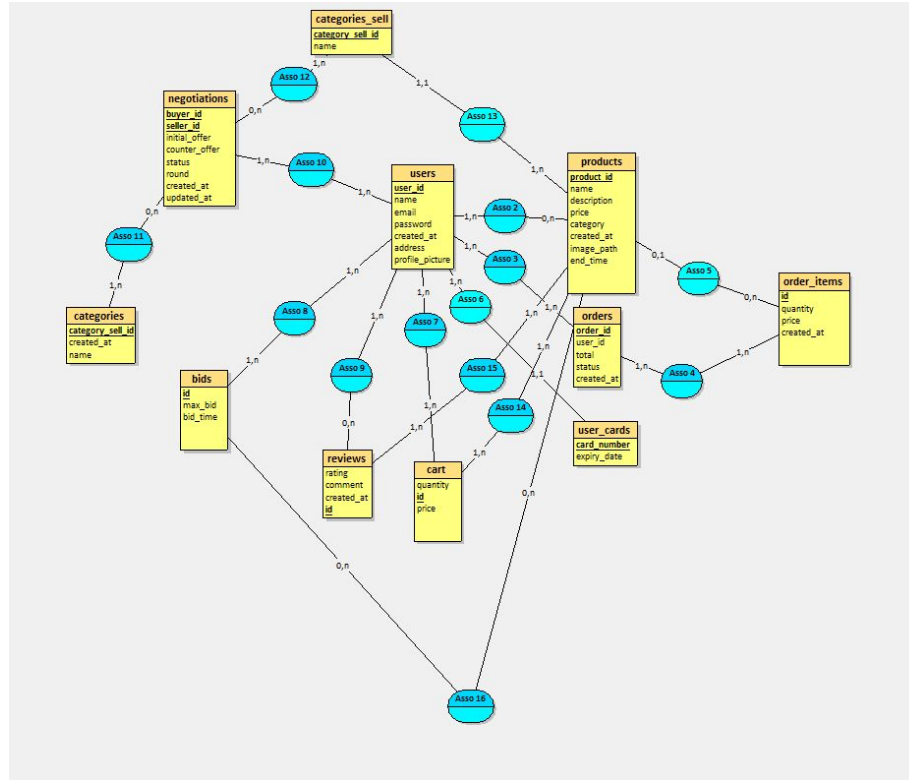 categories_sell
category_sell_id
name
1,n
Asso 12
0,n
1,1
Asso 13
1,n
negotiations
buyer_id
seller_id
initial_offer
counter_offer
status
round
created_at
updated_at
1,n
Asso 10
1,n
users
user_id
name
email
password
created_at
address
profile_picture
1,n
Asso 2
0,n
products
product_id
name
description
price
category
created_at
image_path
end_time
0,n
Asso 11
1,n
1,n
Asso 3
1,n
0,1
Asso 5
0,n
order_items
id
quantity
price
created_at
categories
category_sell_id
created_at
name
1,n
Asso 8
1,n
1,n
Asso 9
0,n
1,n
Asso 7
1,n
1,n
Asso 6
1,1
orders
order_id
user_id
total
status
created_at
1,n
Asso 4
1,n
1,n
Asso 15
1,n
1,n
Asso 14
1,n
bids
id
max_bid
bid_time
reviews
rating
comment
created_at
id
cart
quantity
id
price
user_cards
card_number
expiry_date
0,n
0,n
Asso 16